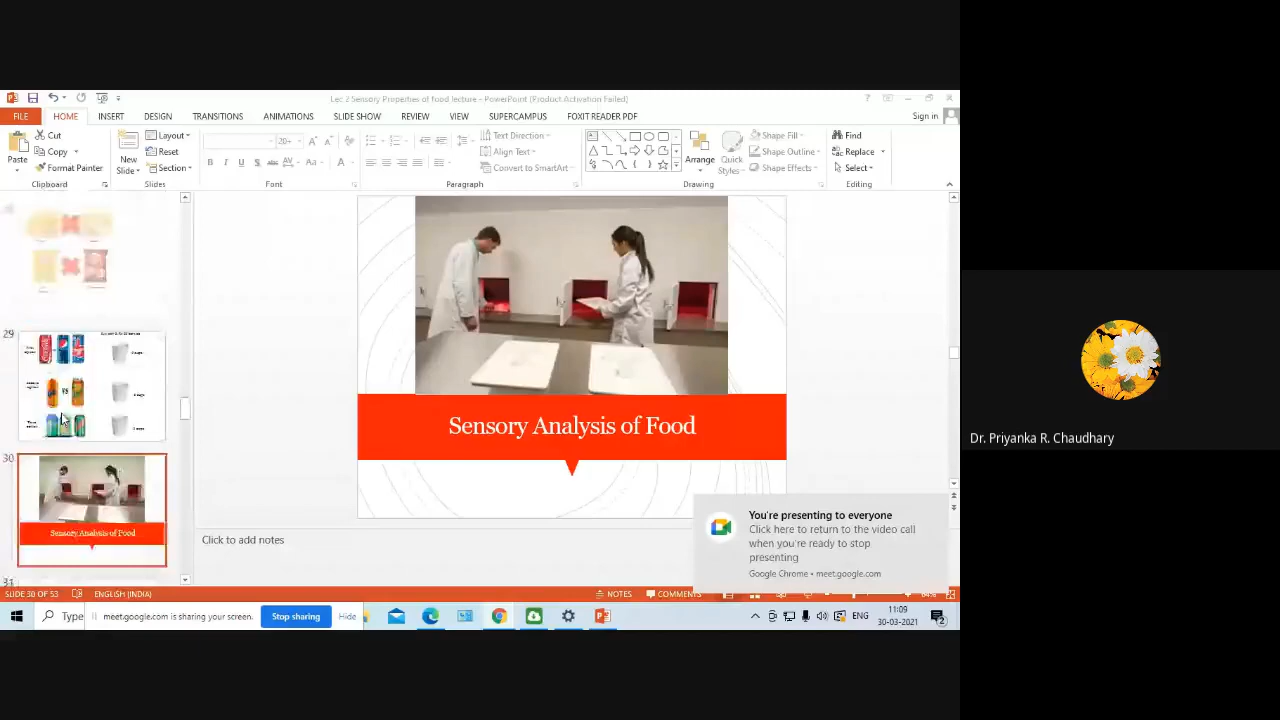 Lec 2 Sensory Properties of food lecture - PowerPoint (Product Activation Failed)
FILE HOME INSERT DESIGN TRANSITIONS ANIMATIONS SLIDE SHOW REVIEW VIEW SUPERCAMPUS FOXIT READER PDF Sign in
Cut
Copy
Format Painter
Paste
Clipboard
New Slide
Layout
Reset
Section
Slides
20+
Font
Text Direction
Align Text
Convert to SmartArt
Paragraph
Arrange
Quick Styles
Shape Fill
Shape Outline
Shape Effects
Drawing
Find
Replace
Select
Editing
29
VS
30
Sensory Analysis of Food
31
Sensory Analysis of Food
Click to add notes
You're presenting to everyone
Click here to return to the video call
when you're ready to stop
presenting
Google Chrome • meet.google.com
SLIDE 30 OF 53 ENGLISH (INDIA) NOTES COMMENTS 64%
Type
meet.google.com is sharing your screen. Stop sharing Hide
ENG
11:09
30-03-2021
2
Dr. Priyanka R. Chaudhary